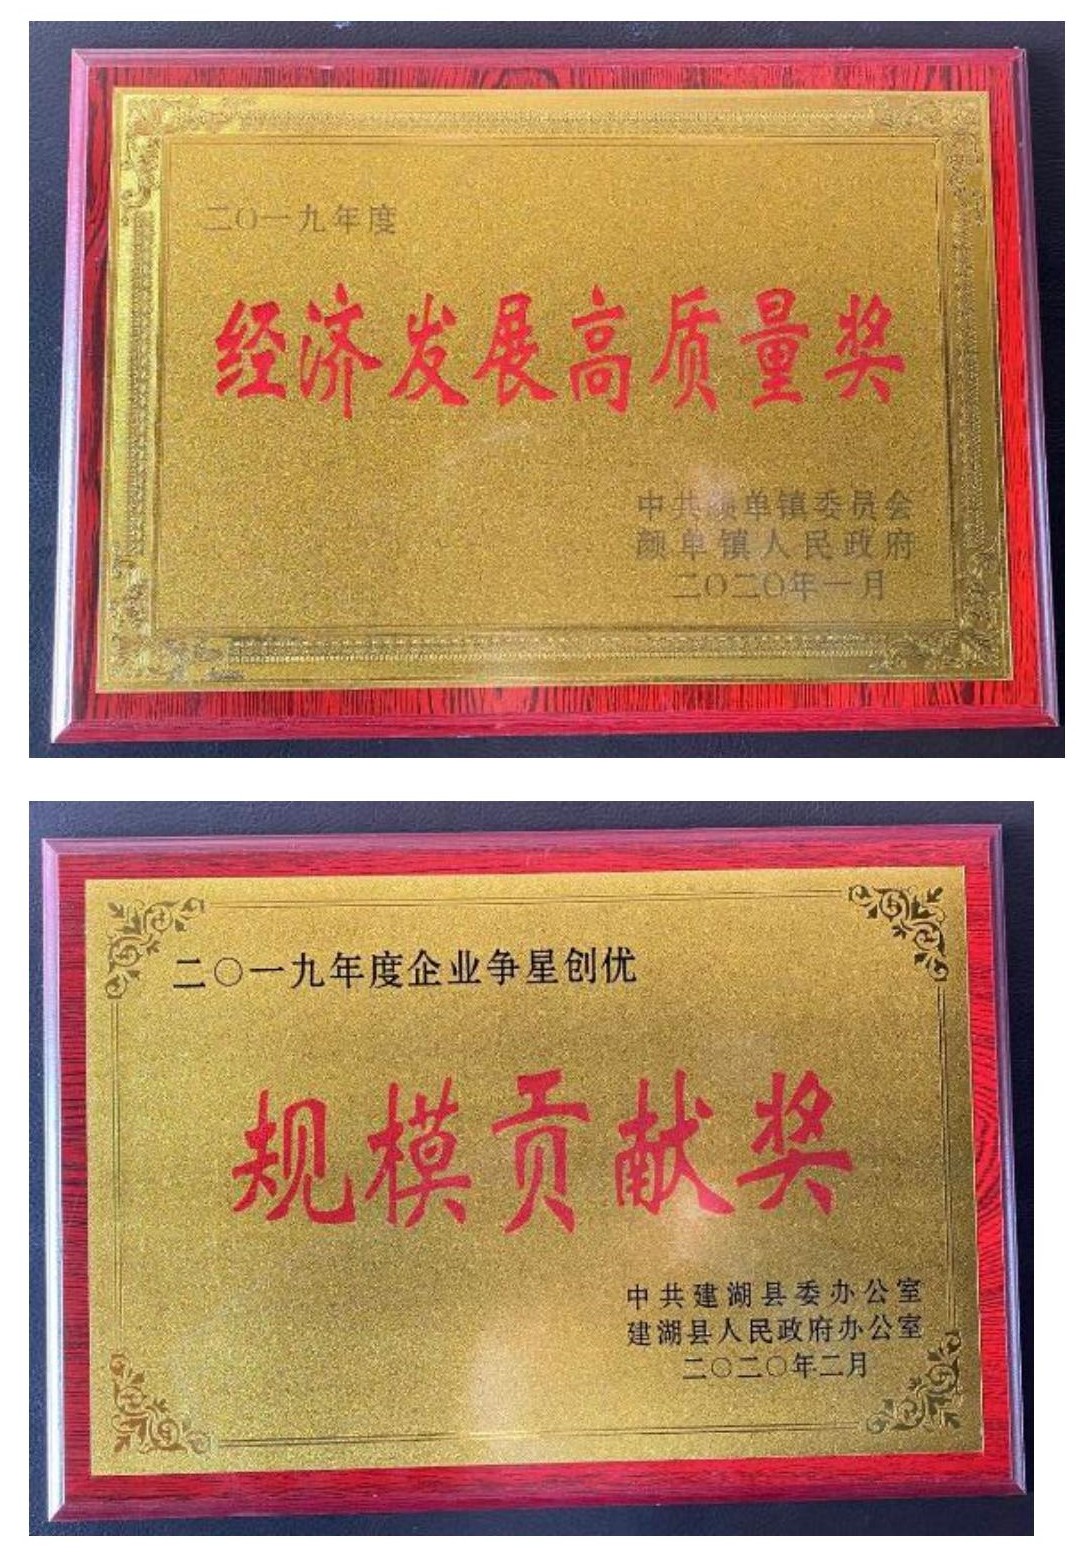 二〇一九年度
经济发展高质量奖
中共颜单镇委员会
颜单镇人民政府
二〇二〇年一月
二〇一九年度企业争星创优
规模贡献奖
中共建湖县委办公室
建湖县人民政府办公室
二〇二〇年二月